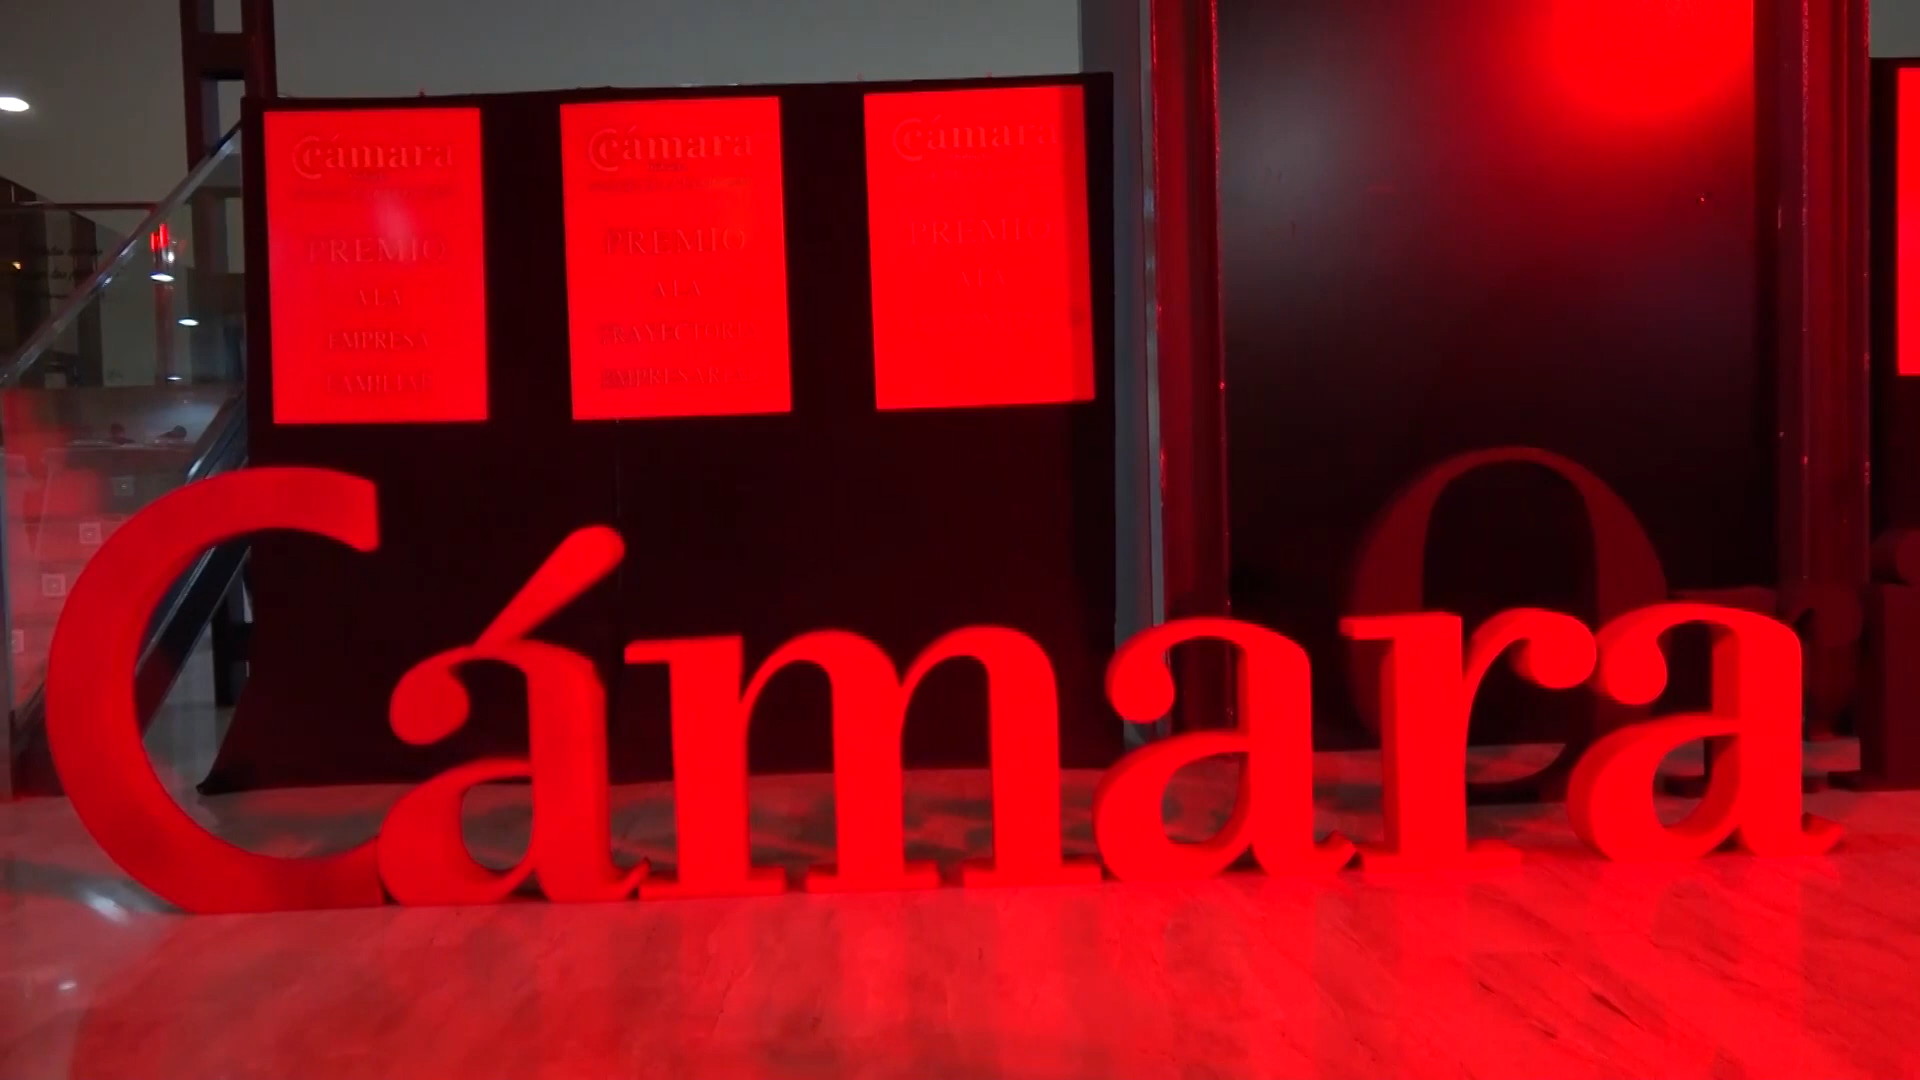 Cámara
PREMIO
A LA
EMPRESA
FAMILIAR
Cámara
PREMIO
A LA
TRAYECTORIA
EMPRESARIAL
Cámara
PREMIO
A LA
Cámara